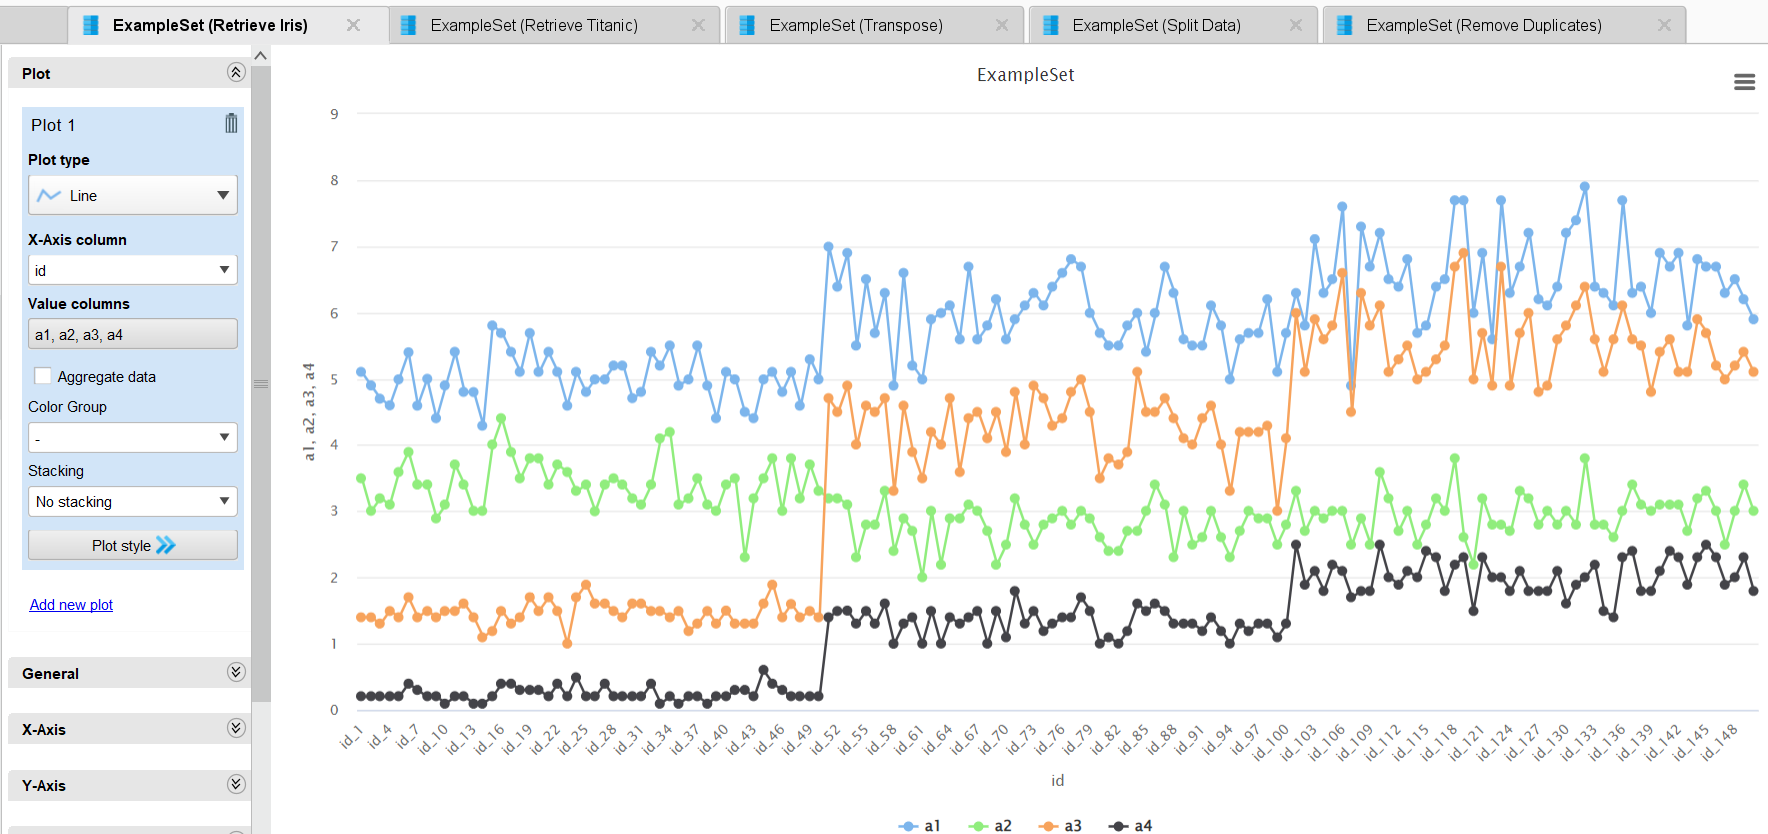 ExampleSet (Retrieve Iris)
ExampleSet (Retrieve Titanic)
ExampleSet (Transpose)
ExampleSet (Split Data)
ExampleSet (Remove Duplicates)
Plot
Plot 1
Plot type
Line
X-Axis column
id
Value columns
a1, a2, a3, a4
Aggregate data
Color Group
-
Stacking
No stacking
Plot style
Add new plot
General
X-Axis
Y-Axis
ExampleSet
a1, a2, a3, a4
9
8
7
6
5
4
3
2
1
0
id_1
id_4
id_7
id_10
id_13
id_16
id_19
id_22
id_25
id_28
id_31
id_34
id_37
id_40
id_43
id_46
id_49
id_52
id_55
id_58
id_61
id_64
id_67
id_70
id_73
id_76
id_79
id_82
id_85
id_88
id_91
id_94
id_97
id_100
id_103
id_106
id_109
id_112
id_115
id_118
id_121
id_124
id_127
id_130
id_133
id_136
id_139
id_142
id_145
id_148
id
a1
a2
a3
a4